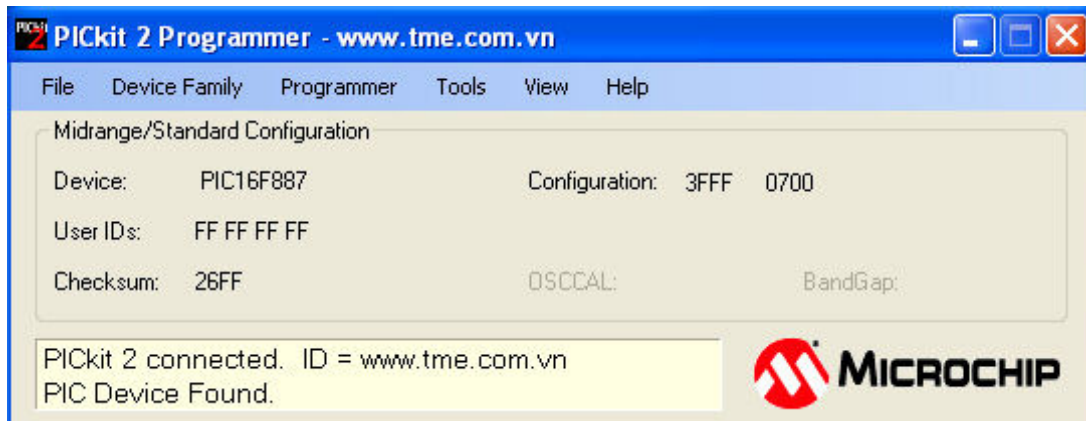 PICkit 2 PICkit 2 Programmer - www.tme.com.vn
File Device Family Programmer Tools View Help
Midrange/Standard Configuration
Device: PIC16F887 Configuration: 3FFF 0700
User IDs: FF FF FF FF
Checksum: 26FF OSCCAL: BandGap:
PICkit 2 connected. ID = www.tme.com.vn
PIC Device Found.
MICROCHIP